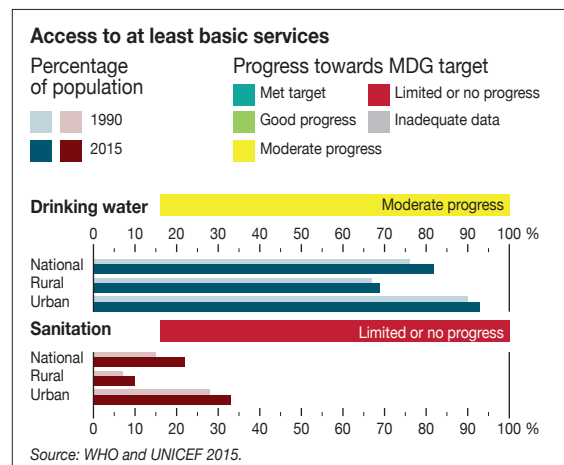 Access to at least basic services
Percentage
of population
1990
2015
Progress towards MDG target
Met target
Limited or no progress
Good progress
Inadequate data
Moderate progress
Drinking water
Moderate progress
0 10 20 30 40 50 60 70 80 90 100 %
National
Rural
Urban
Sanitation
Limited or no progress
National
Rural
Urban
0 10 20 30 40 50 60 70 80 90 100 %
Source: WHO and UNICEF 2015.